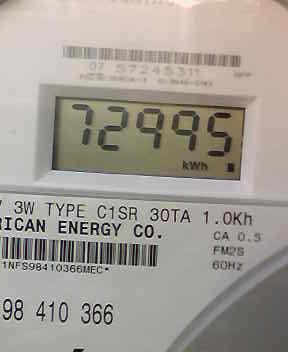 07 57245311
72995
kWh
V 3W TYPE C1SR 30TA 1.0Kh
RICAN ENERGY CO.
CA 0.5
FM2S
1NFS98410366MEC*
60Hz
98 410 366